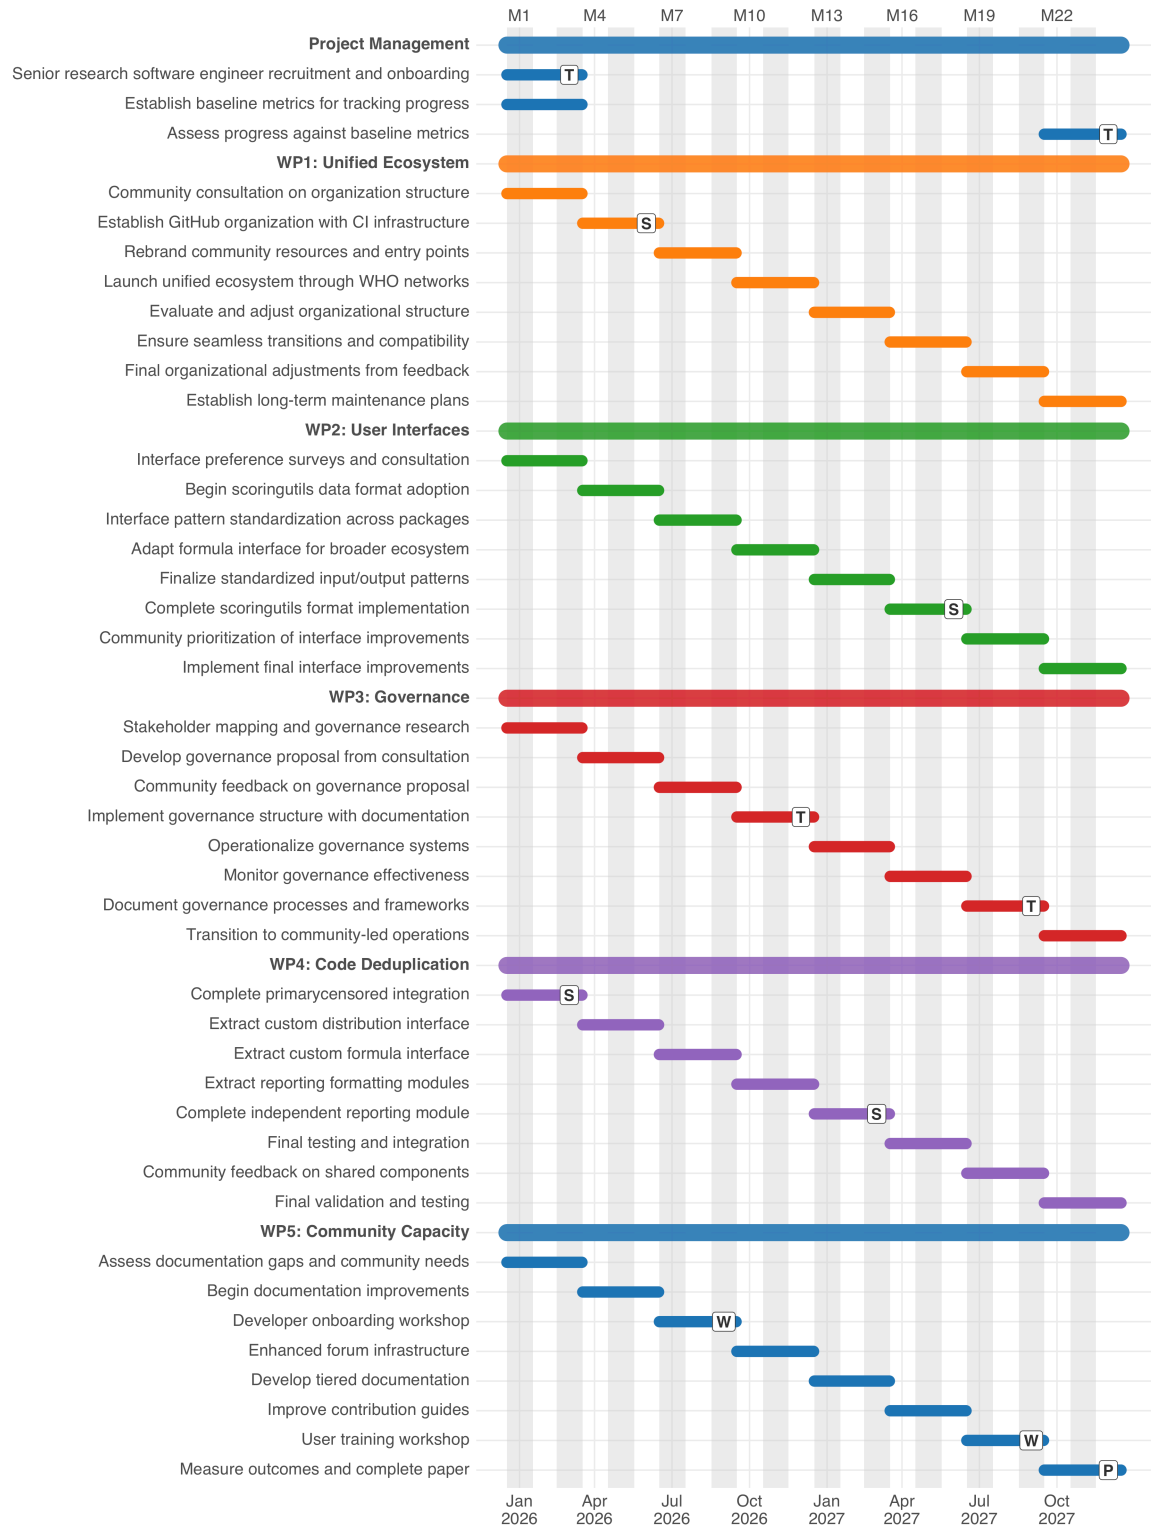 M1 M4 M7 M10 M13 M16 M19 M22
Project Management
Senior research software engineer recruitment and onboarding T
Establish baseline metrics for tracking progress
Assess progress against baseline metrics T
WP1: Unified Ecosystem
Community consultation on organization structure
Establish GitHub organization with CI infrastructure S
Rebrand community resources and entry points
Launch unified ecosystem through WHO networks
Evaluate and adjust organizational structure
Ensure seamless transitions and compatibility
Final organizational adjustments from feedback
Establish long-term maintenance plans
WP2: User Interfaces
Interface preference surveys and consultation
Begin scoringutils data format adoption
Interface pattern standardization across packages
Adapt formula interface for broader ecosystem
Finalize standardized input/output patterns
Complete scoringutils format implementation S
Community prioritization of interface improvements
Implement final interface improvements
WP3: Governance
Stakeholder mapping and governance research
Develop governance proposal from consultation
Community feedback on governance proposal
Implement governance structure with documentation T
Operationalize governance systems
Monitor governance effectiveness
Document governance processes and frameworks T
Transition to community-led operations
WP4: Code Deduplication
Complete primarycensored integration S
Extract custom distribution interface
Extract custom formula interface
Extract reporting formatting modules
Complete independent reporting module S
Final testing and integration
Community feedback on shared components
Final validation and testing
WP5: Community Capacity
Assess documentation gaps and community needs
Begin documentation improvements
Developer onboarding workshop W
Enhanced forum infrastructure
Develop tiered documentation
Improve contribution guides
User training workshop W
Measure outcomes and complete paper P
Jan Apr Jul Oct Jan Apr Jul Oct
2026 2026 2026 2026 2027 2027 2027 2027